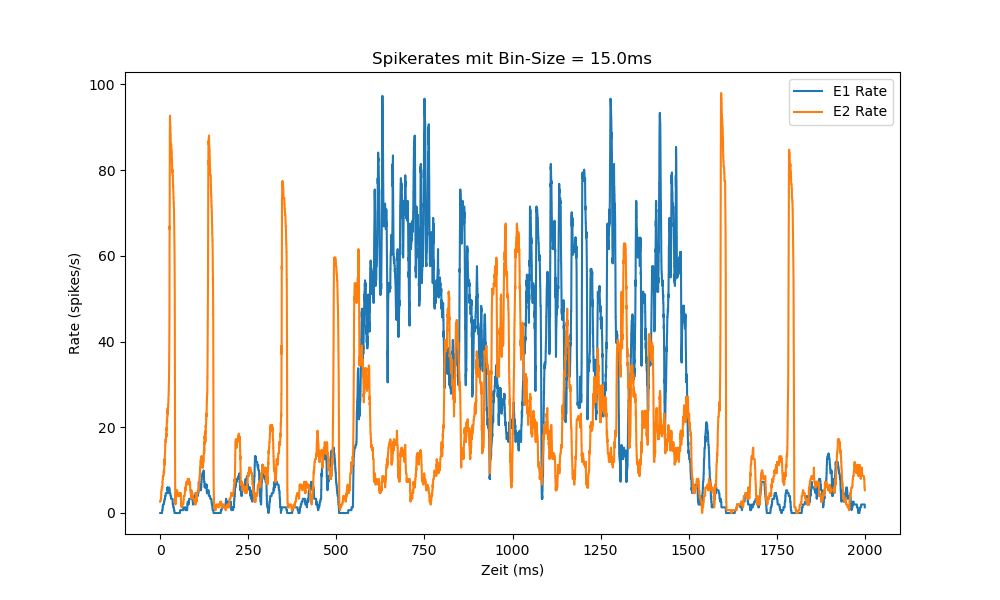 Spikerates mit Bin-Size = 15.0ms
E1 Rate
E2 Rate
Rate (spikes/s)
100
80
60
40
20
0
0 250 500 750 1000 1250 1500 1750 2000
Zeit (ms)